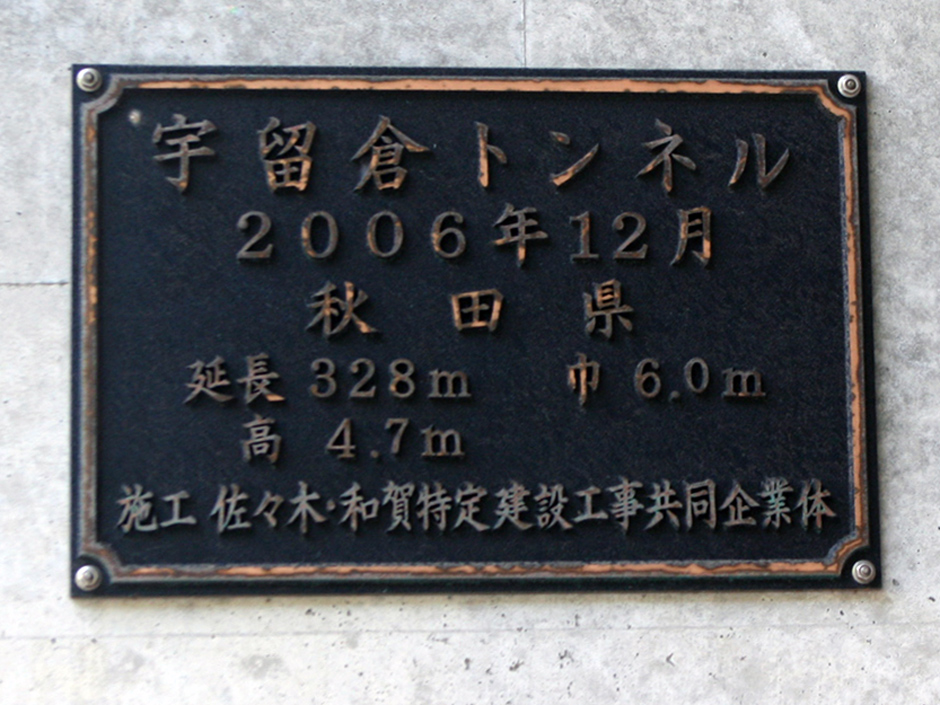 宇留倉トンネル
2006年12月
秋田県
延長 328m 巾 6.0m
高 4.7m
施工 佐々木・和賀特定建設工事共同企業体